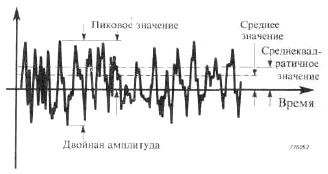 Пиковое значение
Среднее
значение
Среднеквад-
ратичное
значение
Время
Двойная амплитуда